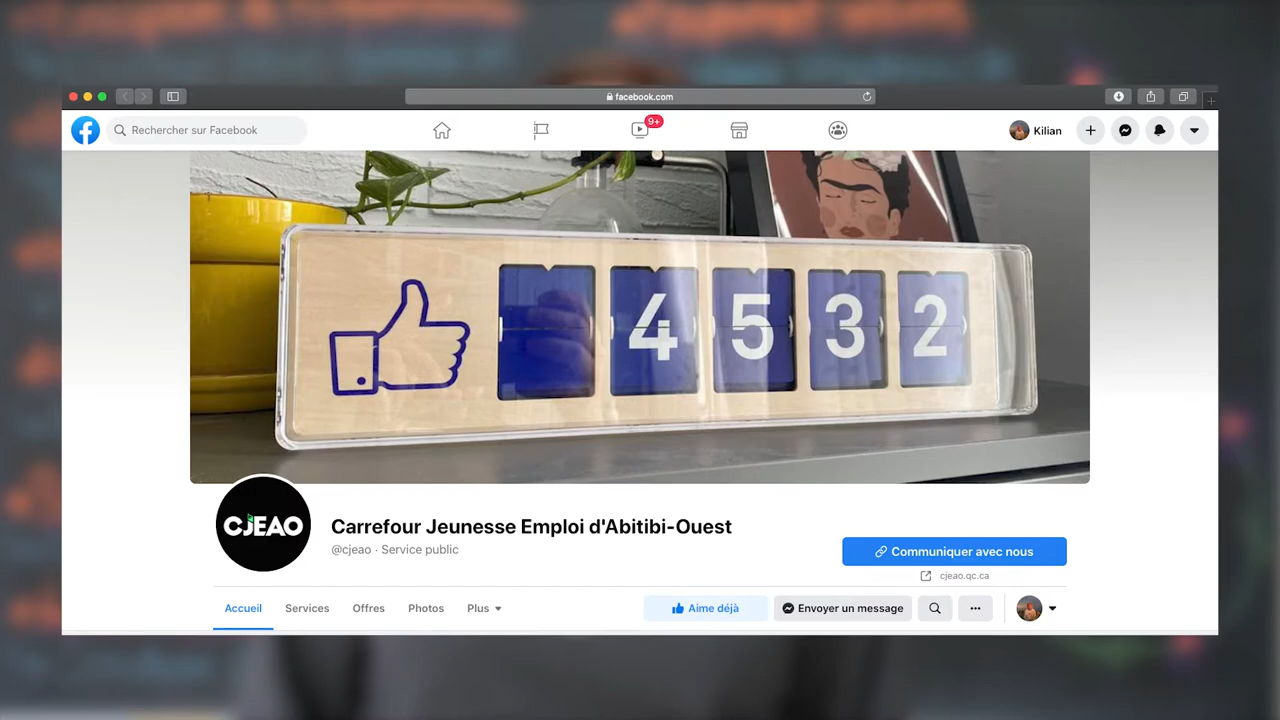 facebook.com
Rechercher sur Facebook
9+
Kilian
4532
CJEAO
Carrefour Jeunesse Emploi d'Abitibi-Ouest
@cjeao · Service public
Communiquer avec nous
cjeao.qc.ca
Accueil Services Offres Photos Plus
Aime déjà Envoyer un message